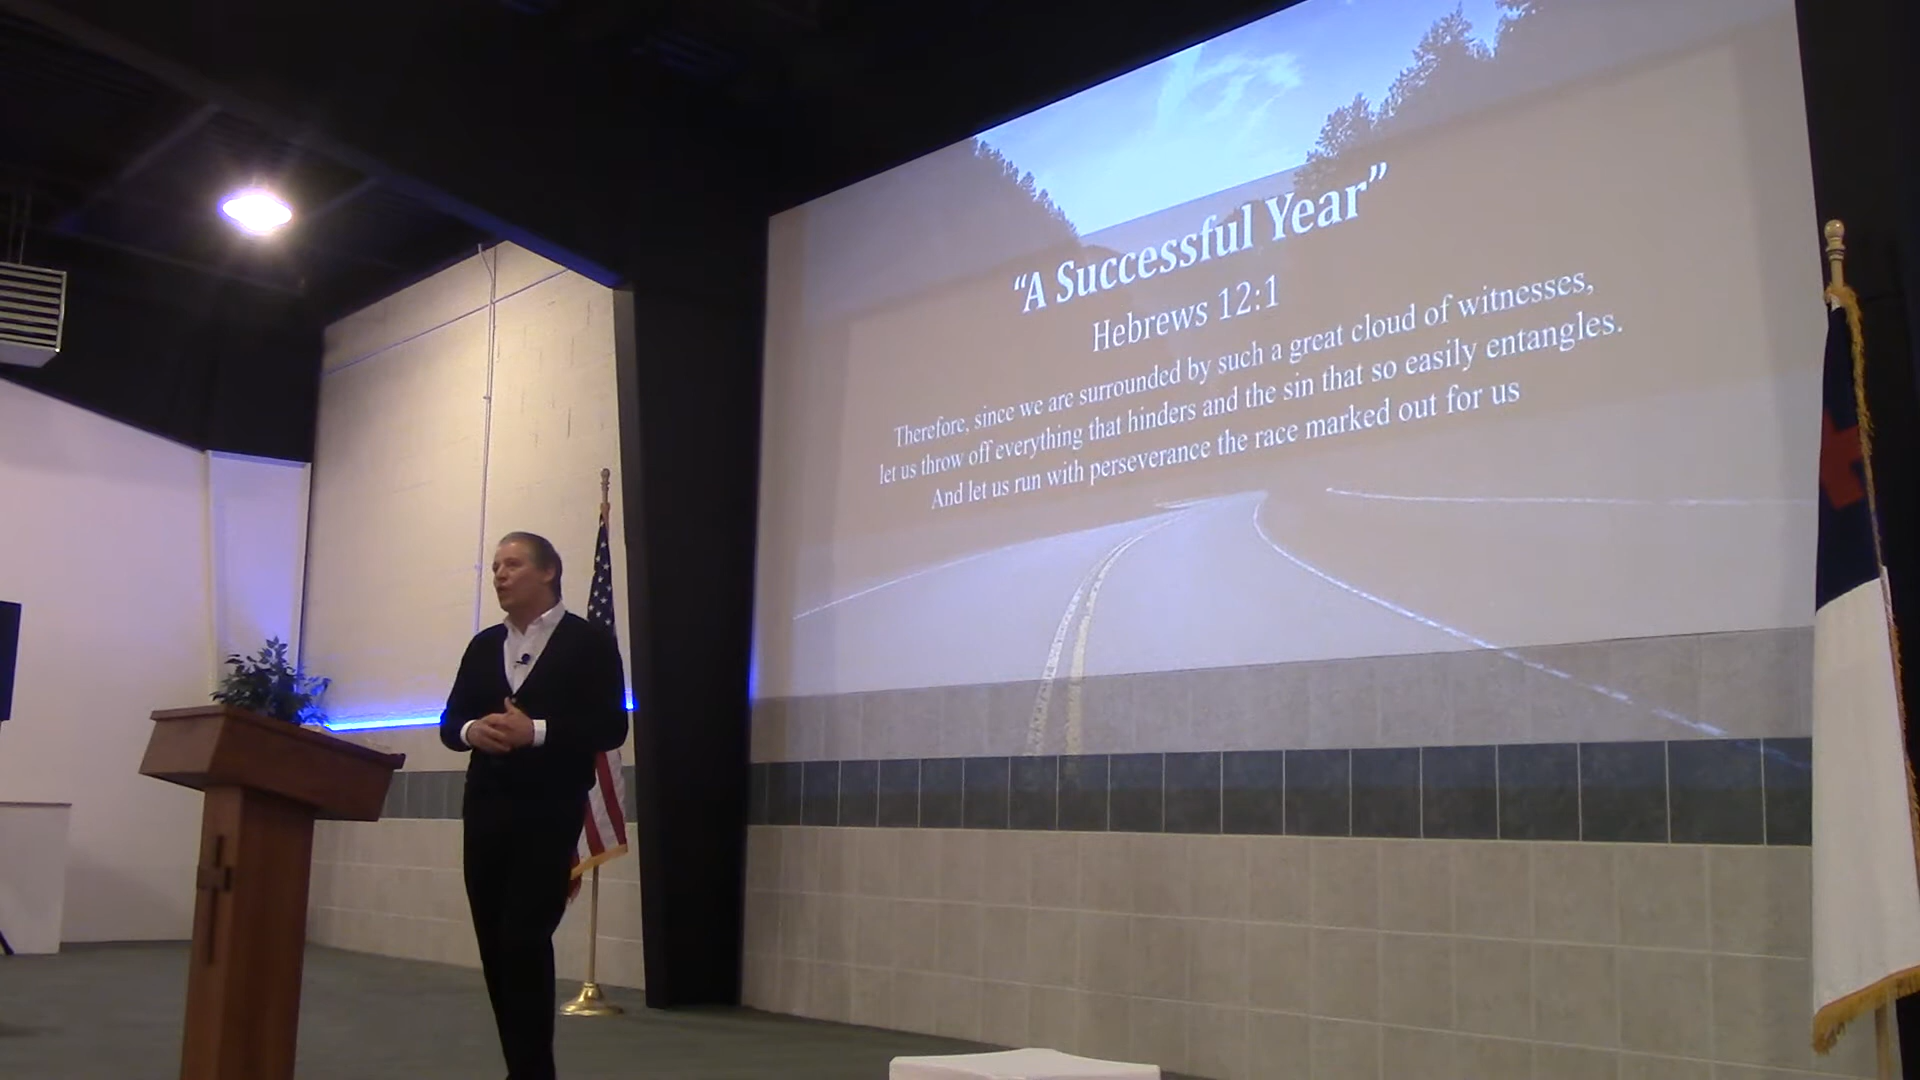 “A Successful Year”
Hebrews 12:1
Therefore, since we are surrounded by such a great cloud of witnesses,
let us throw off everything that hinders and the sin that so easily entangles.
And let us run with perseverance the race marked out for us